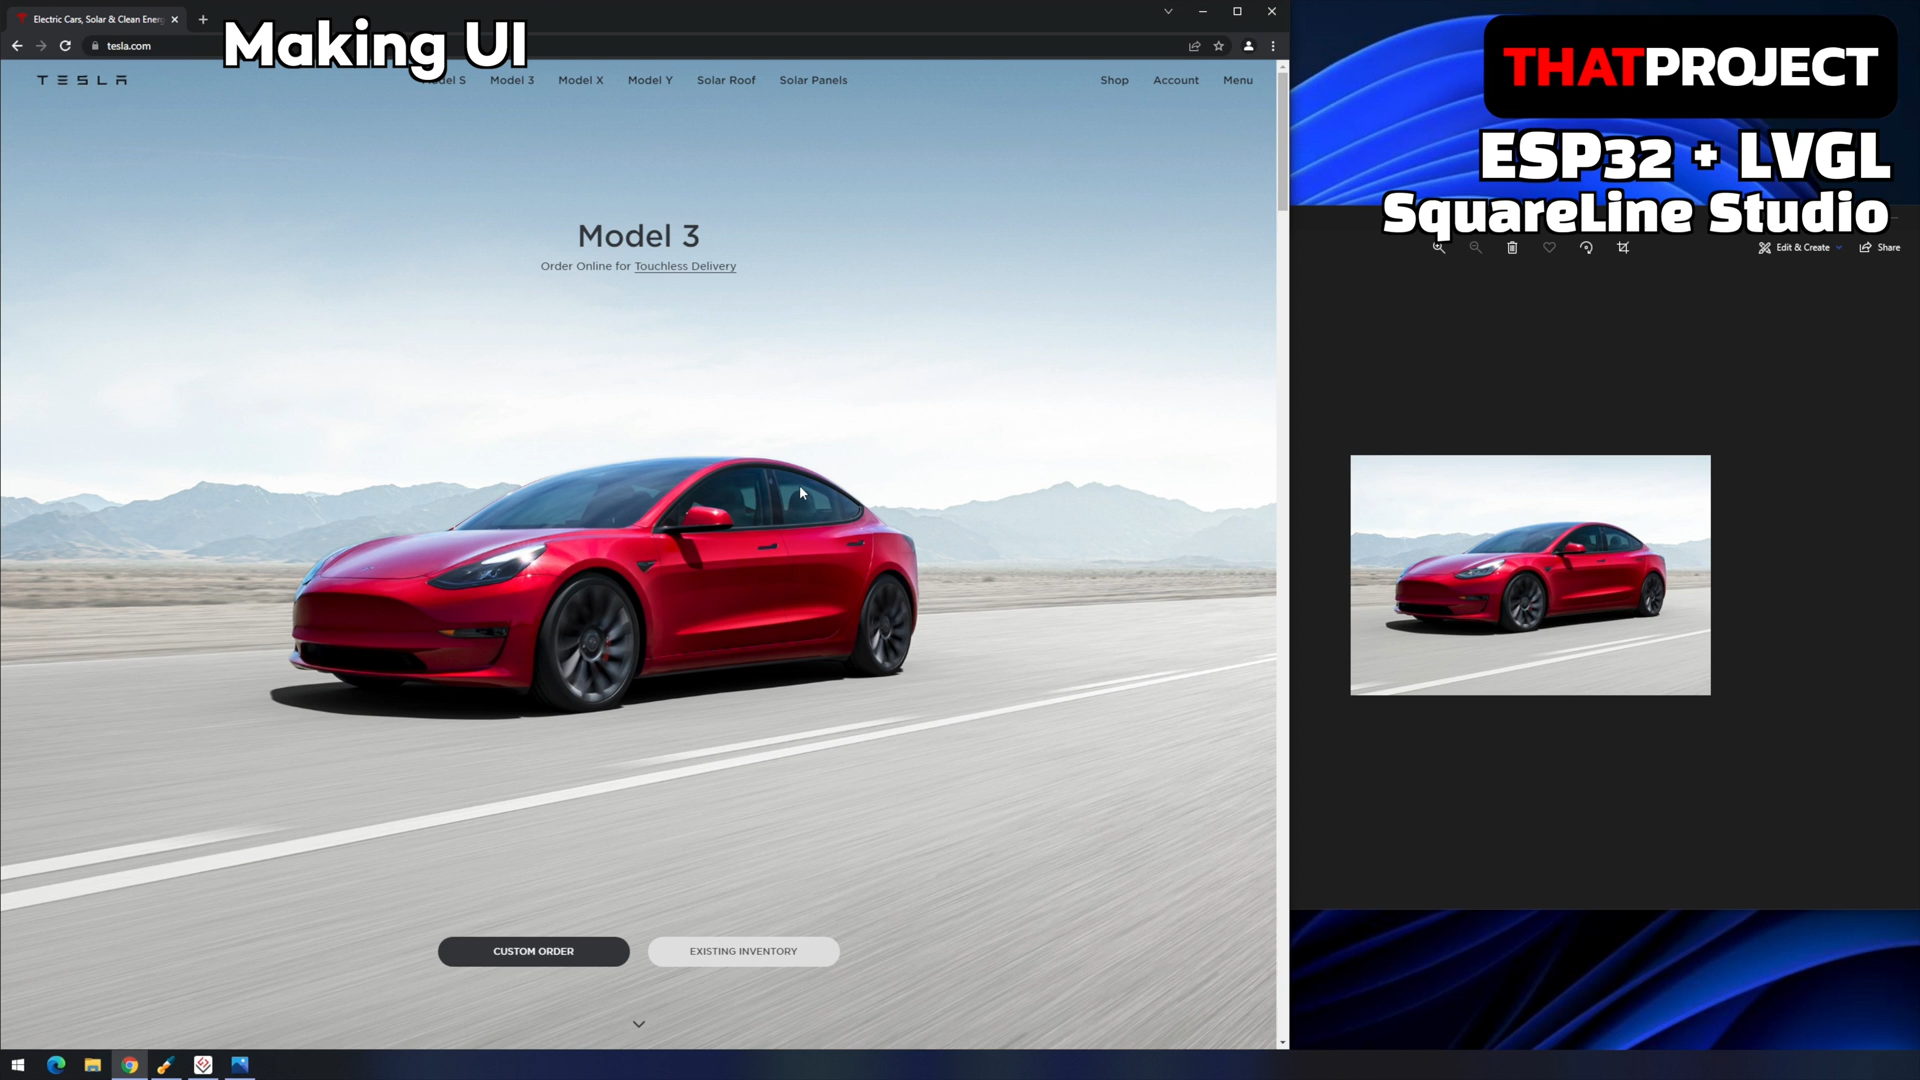 Electric Cars, Solar & Clean Energ
Making UI
tesla.com
TESLA
Model S
Model 3
Model X
Model Y
Solar Roof
Solar Panels
Shop
Account
Menu
Model 3
Order Online for Touchless Delivery
CUSTOM ORDER
EXISTING INVENTORY
THATPROJECT
ESP32 + LVGL
SquareLine Studio
Edit & Create
Share